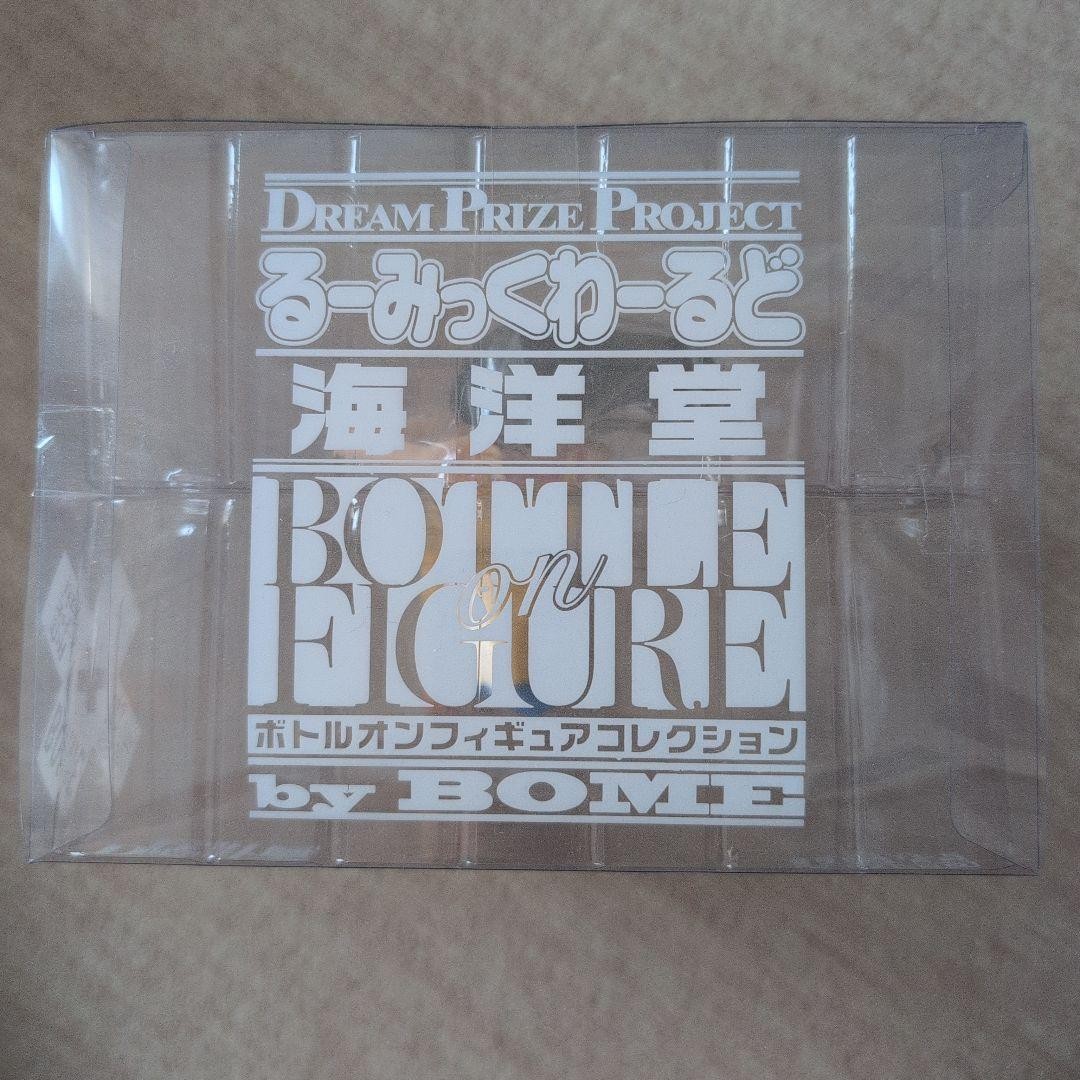 DREAM PRIZE PROJECT
るーみっくわーるど
海洋堂
BOTTLE
on
FIGURE
ボトルオンフィギュアコレクション
by BOME